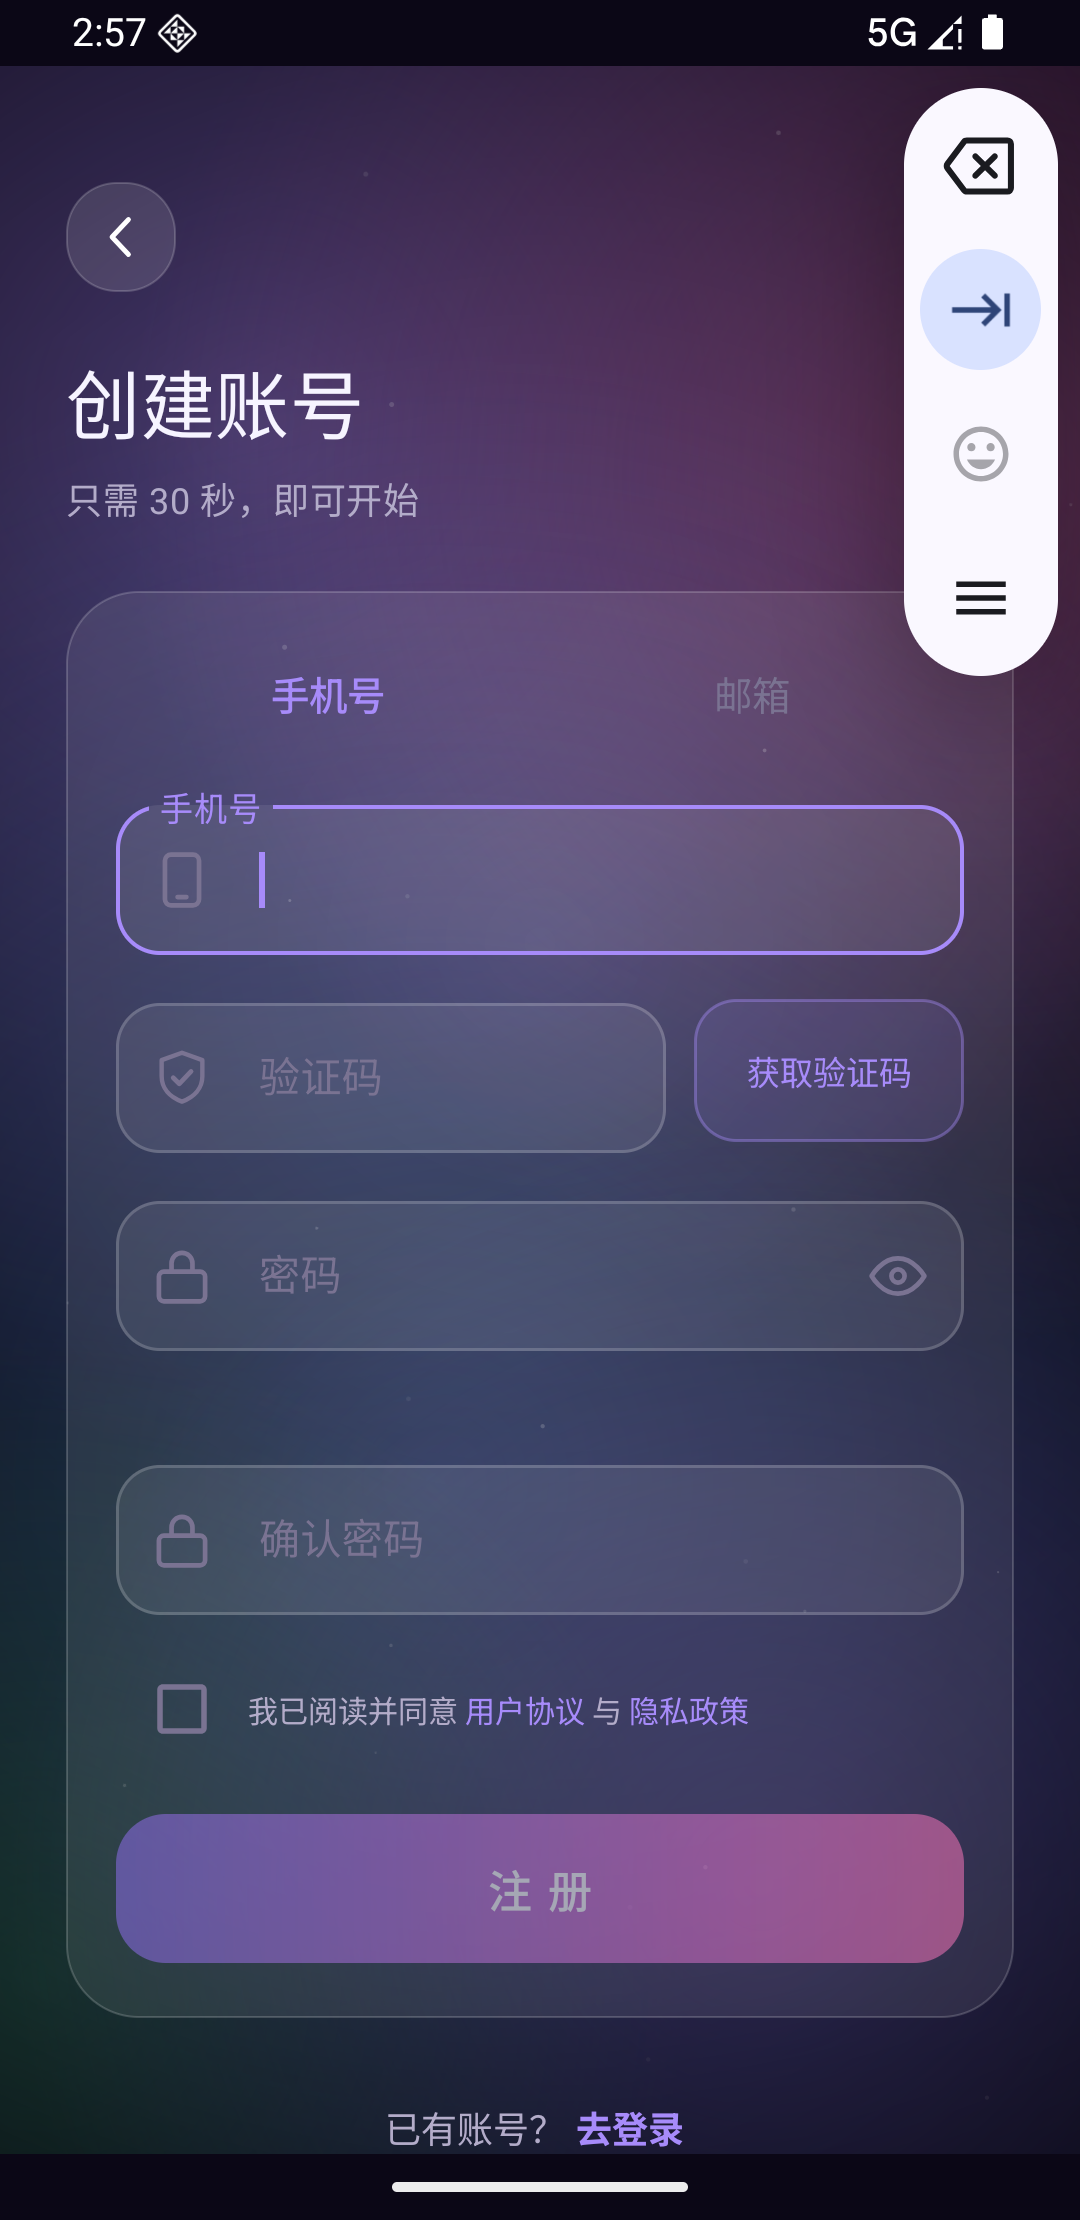 2:57
5G
创建账号
只需 30 秒，即可开始
手机号
邮箱
手机号
验证码
获取验证码
密码
确认密码
我已阅读并同意 用户协议 与 隐私政策
注 册
已有账号？ 去登录